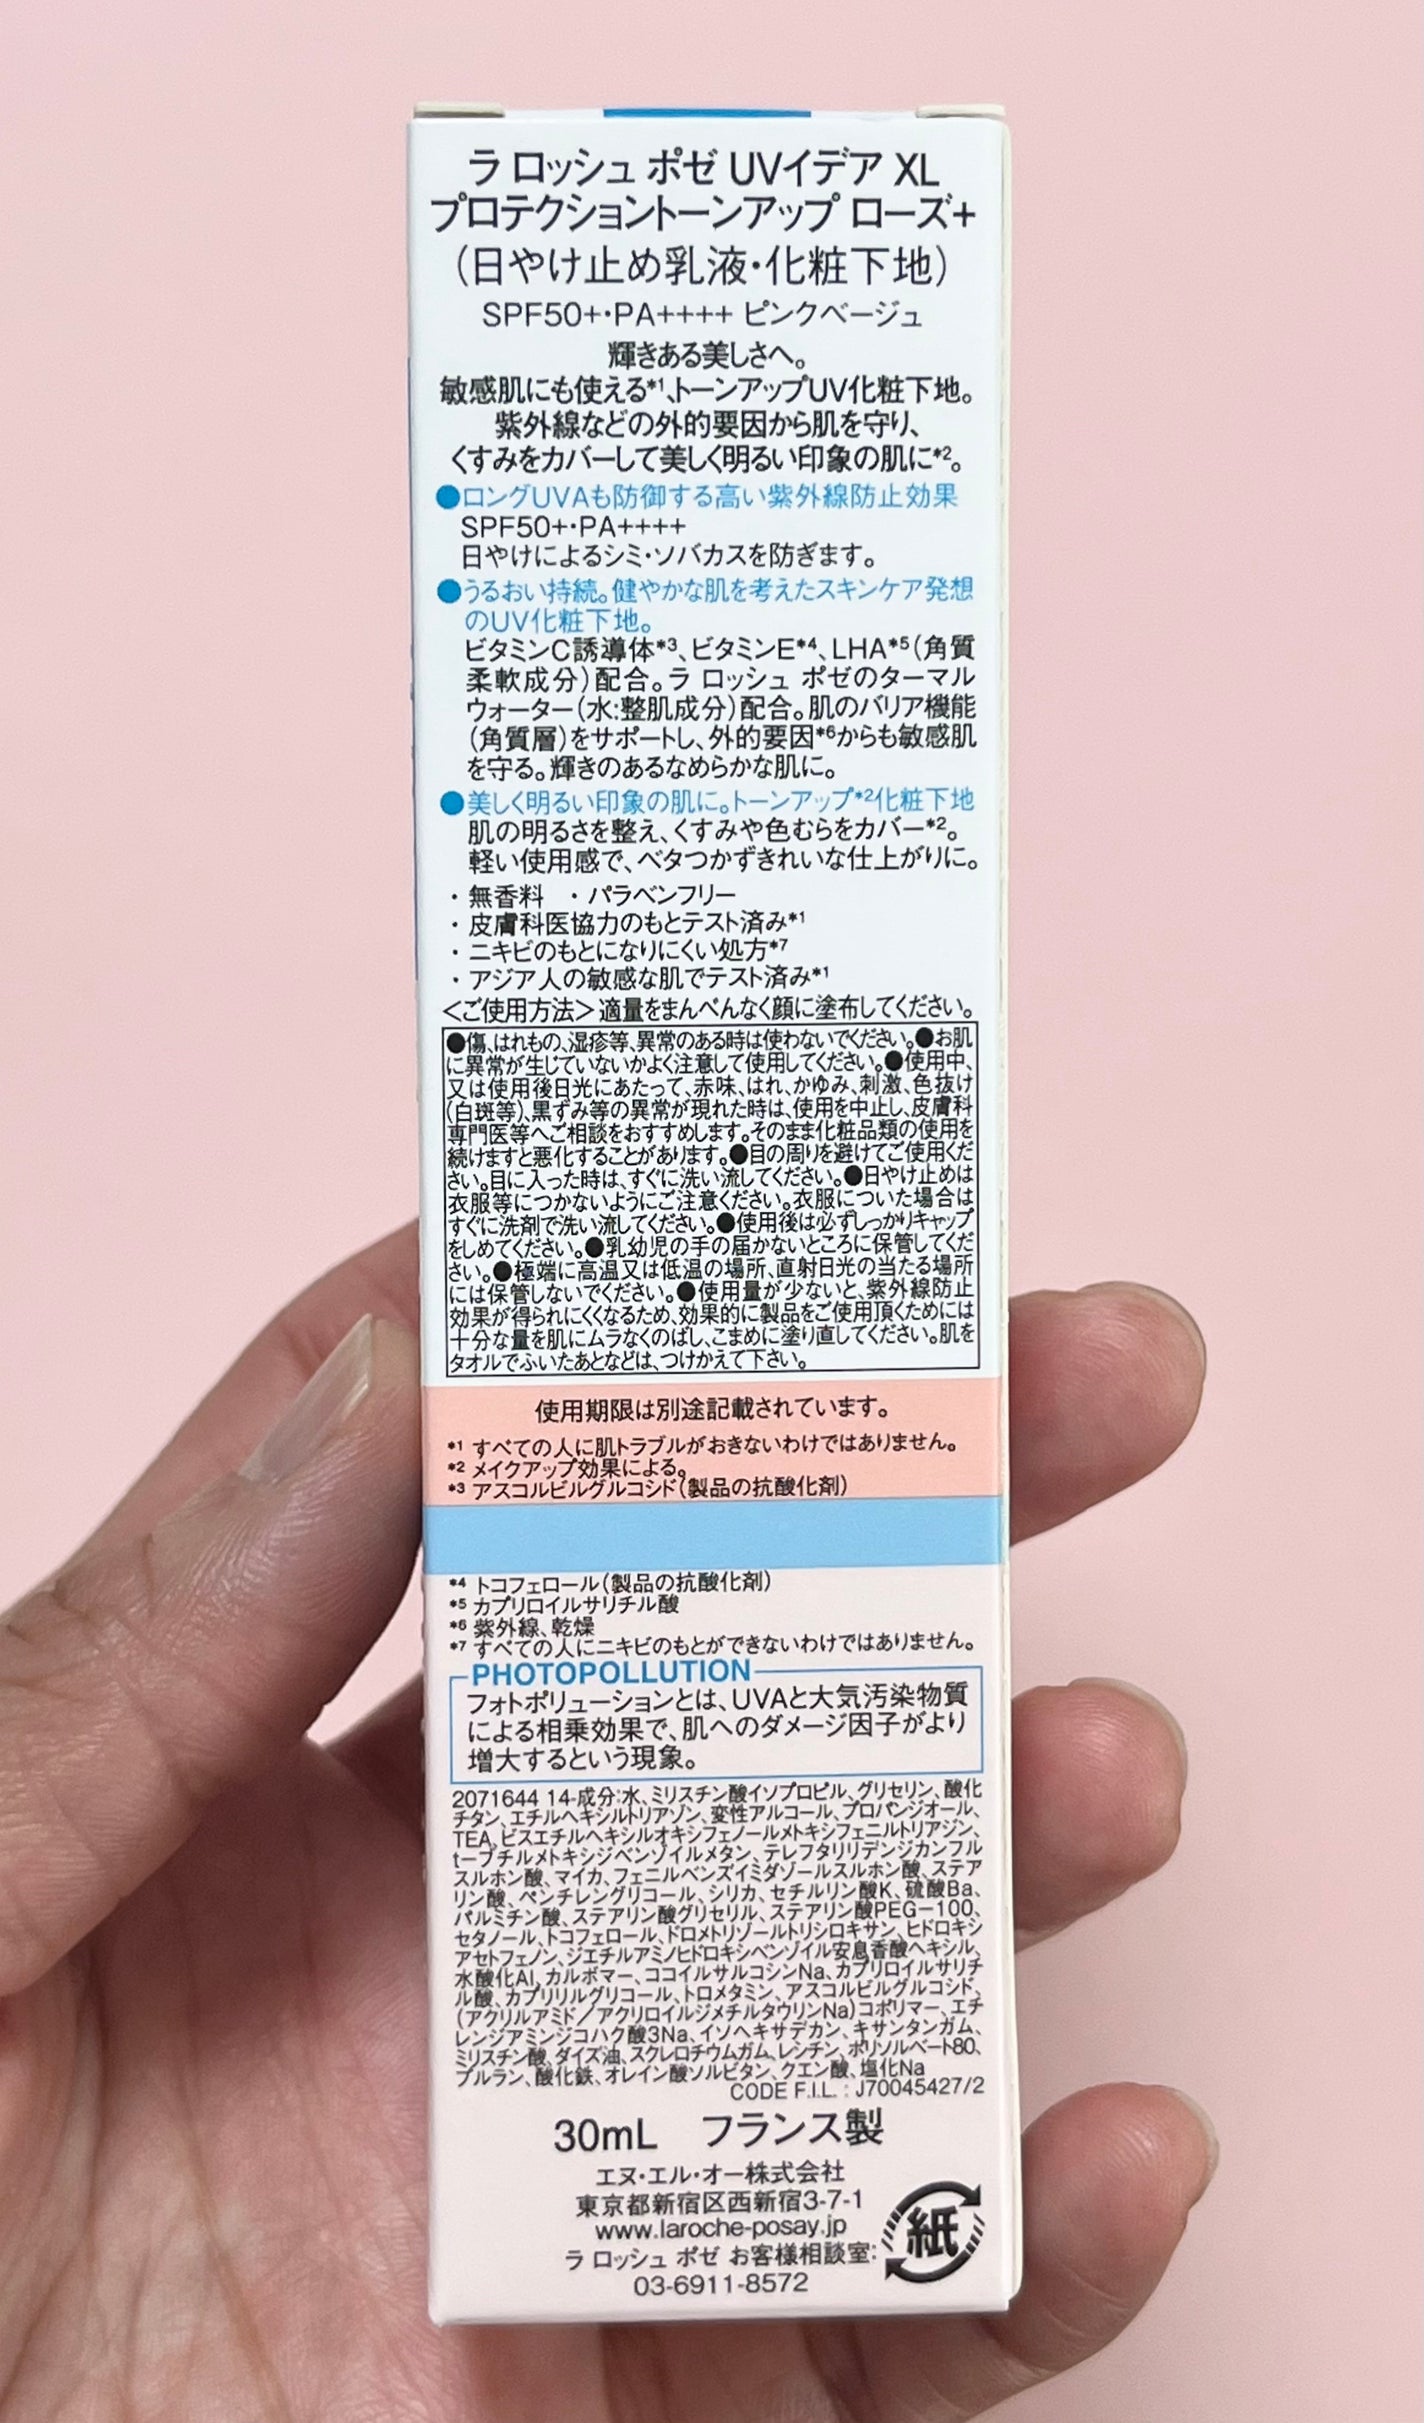 ラ ロッシュ ポゼ UVイデア XL
プロテクショントーンアップ ローズ+
(日やけ止め乳液・化粧下地)
SPF50+・PA++++ ピンクベージュ
輝きある美しさへ。
敏感肌にも使える*1、トーンアップUV化粧下地。
紫外線などの外的要因から肌を守り、
くすみをカバーして美しく明るい印象の肌に*2。
●ロングUVAも防御する高い紫外線防止効果
SPF50+・PA++++
日やけによるシミ・ソバカスを防ぎます。
●うるおい持続。健やかな肌を考えたスキンケア発想
のUV化粧下地。
ビタミンC誘導体*3、ビタミンE*4、LHA*5(角質
柔軟成分)配合。ラ ロッシュ ポゼのターマル
ウォーター(水:整肌成分)配合。肌のバリア機能
(角質層)をサポートし、外的要因*6からも敏感肌
を守る。輝きのあるなめらかな肌に。
●美しく明るい印象の肌に。トーンアップ*2化粧下地
肌の明るさを整え、くすみや色むらをカバー*2。
軽い使用感で、ベタつかずきれいな仕上がりに。
・無香料 ・パラベンフリー
・皮膚科医協力のもとテスト済み*1
・ニキビのもとになりにくい処方*7
・アジア人の敏感な肌でテスト済み*1
<ご使用方法>適量をまんべんなく顔に塗布してください。
●傷、はれもの、湿疹等、異常のある時は使わないでください。●お肌
に異常が生じていないかよく注意して使用してください。●使用中、
又は使用後日光にあたって、赤味、はれ、かゆみ、刺激、色抜け
(白斑等)、黒ずみ等の異常が現れた時は、使用を中止し、皮膚科
専門医等へご相談をおすすめします。そのまま化粧品類の使用を
続けますと悪化することがあります。●目の周りを避けてご使用くだ
さい。目に入った時は、すぐに洗い流してください。●日やけ止めは
衣服等につかないようにご注意ください。衣服についた場合は
すぐに洗剤で洗い流してください。●使用後は必ずしっかりキャップ
をしめてください。●乳幼児の手の届かないところに保管してくだ
さい。●極端に高温又は低温の場所、直射日光の当たる場所
には保管しないでください。●使用量が少ないと、紫外線防止
効果が得られにくくなるため、効果的に製品をご使用頂くためには
十分な量を肌にムラなくのばし、こまめに塗り直してください。肌を
タオルでふいたあとなどは、つけかえて下さい。
使用期限は別途記載されています。
*1 すべての人に肌トラブルがおきないわけではありません。
*2 メイクアップ効果による。
*3 アスコルビルグルコシド(製品の抗酸化剤)
*4 トコフェロール(製品の抗酸化剤)
*5 カプリロイルサリチル酸
*6 紫外線、乾燥
*7 すべての人にニキビのもとができないわけではありません。
PHOTOPOLLUTION
フォトポリューションとは、UVAと大気汚染物質
による相乗効果で、肌へのダメージ因子がより
増大するという現象。
2071644 14-成分:水、ミリスチン酸イソプロピル、グリセリン、酸化
チタン、エチルヘキシルトリアゾン、変性アルコール、プロパンジオール、
TEA、ビスエチルヘキシルオキシフェノールメトキシフェニルトリアジン、
t-ブチルメトキシジベンゾイルメタン、テレフタリリデンジカンフル
スルホン酸、マイカ、フェニルベンズイミダゾールスルホン酸、ステア
リン酸、ペンチレングリコール、シリカ、セチルリン酸K、硫酸Ba、
パルミチン酸、ステアリン酸グリセリル、ステアリン酸PEG-100、
セタノール、トコフェロール、ドロメトリゾールトリシロキサン、ヒドロキシ
アセトフェノン、ジエチルアミノヒドロキシベンゾイル安息香酸ヘキシル、
水酸化Al、カルボマー、ココイルサルコシンNa、カプリロイルサリチ
ル酸、カプリリルグリコール、トロメタミン、アスコルビルグルコシド、
(アクリルアミド/アクリロイルジメチルタウリンNa)コポリマー、エチ
レンジアミンジコハク酸3Na、イソヘキサデカン、キサンタンガム、
ミリスチン酸、ダイズ油、スクレロチウムガム、レシチン、ポリソルベート80、
プルラン、酸化鉄、オレイン酸ソルビタン、クエン酸、塩化Na
CODE F.I.L. : J70045427/2
30mL フランス製
エヌ・エル・オー株式会社
東京都新宿区西新宿3-7-1
www.laroche-posay.jp
ラ ロッシュ ポゼ お客様相談室:
03-6911-8572
紙